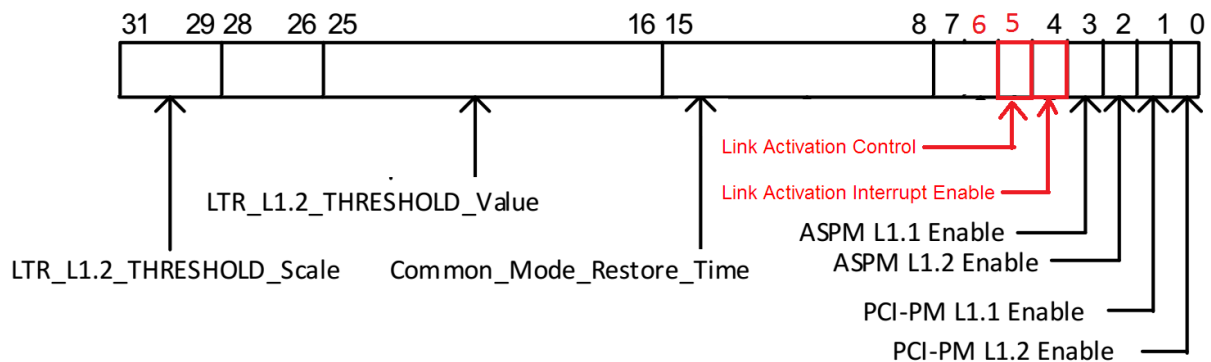 31 29 28 26 25 16 15 8 7 6 5 4 3 2 1 0
Link Activation Control
Link Activation Interrupt Enable
LTR_L1.2_THRESHOLD_Value
ASPM L1.1 Enable
ASPM L1.2 Enable
LTR_L1.2_THRESHOLD_Scale
Common_Mode_Restore_Time
PCI-PM L1.1 Enable
PCI-PM L1.2 Enable